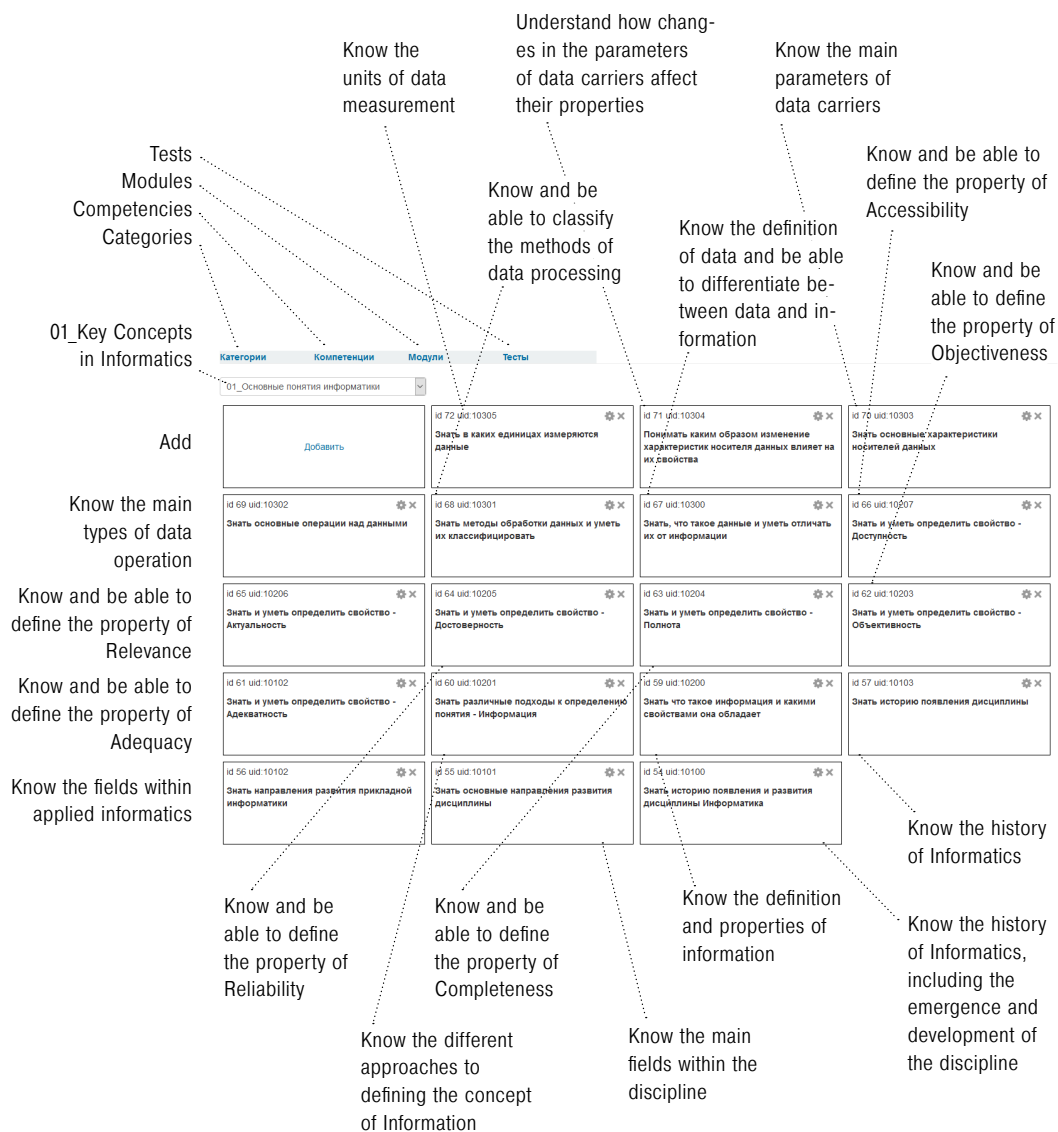 Understand how chang-
es in the parameters
of data carriers affect
their properties
Know the
units of data
measurement
Know the main
parameters of
data carriers
Tests
Modules
Competencies
Categories
Know and be
able to classify
the methods of
data processing
Know the definition
of data and be able
to differentiate be-
tween data and in-
formation
Know and be able to
define the property of
Accessibility
Know and be
able to define
the property of
Objectiveness
01_Key Concepts
in Informatics
Категории Компетенции Модули Тесты
01_Основные понятия информатики
Add
Добавить
id 72 uid:10305
Знать в каких единицах измеряются
данные
id 71 uid:10304
Понимать каким образом изменение
характеристик носителя данных влияет на
их свойства
id 70 uid:10303
Знать основные характеристики
носителей данных
Know the main
types of data
operation
id 69 uid:10302
Знать основные операции над данными
id 68 uid:10301
Знать методы обработки данных и уметь
их классифицировать
id 67 uid:10300
Знать, что такое данные и уметь отличать
их от информации
id 66 uid:10207
Знать и уметь определить свойство -
Доступность
Know and be able to
define the property of
Relevance
id 65 uid:10206
Знать и уметь определить свойство -
Актуальность
id 64 uid:10205
Знать и уметь определить свойство -
Достоверность
id 63 uid:10204
Знать и уметь определить свойство -
Полнота
id 62 uid:10203
Знать и уметь определить свойство -
Объективность
Know and be able to
define the property of
Adequacy
id 61 uid:10102
Знать и уметь определить свойство -
Адекватность
id 60 uid:10201
Знать различные подходы к определению
понятия - Информация
id 59 uid:10200
Знать что такое информация и какими
свойствами она обладает
id 57 uid:10103
Знать историю появления дисциплины
Know the fields within
applied informatics
id 56 uid:10102
Знать направления развития прикладной
информатики
id 55 uid:10101
Знать основные направления развития
дисциплины
id 54 uid:10100
Знать историю появления и развития
дисциплины Информатика
Know the history
of Informatics
Know and be
able to define
the property of
Reliability
Know and be
able to define
the property of
Completeness
Know the definition
and properties of
information
Know the history
of Informatics,
including the
emergence and
development of
the discipline
Know the different
approaches to
defining the concept
of Information
Know the main
fields within the
discipline